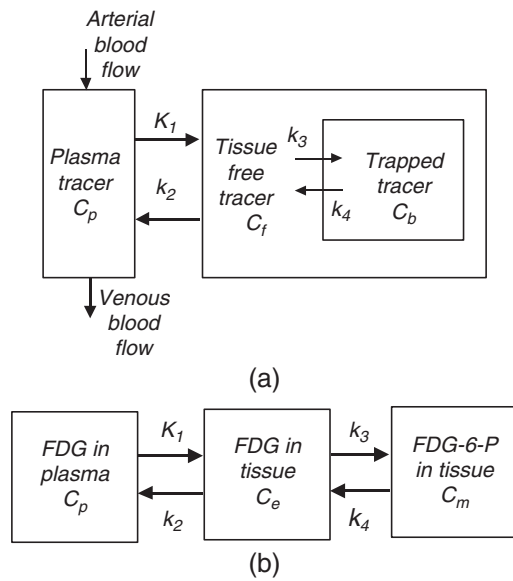 Arterial
blood
flow
Plasma
tracer
Cp
K1
k2
Tissue
free
tracer
Cf
k3
k4
Trapped
tracer
Cb
Venous
blood
flow
(a)
FDG in
plasma
Cp
K1
k2
FDG in
tissue
Ce
k3
k4
FDG-6-P
in tissue
Cm
(b)